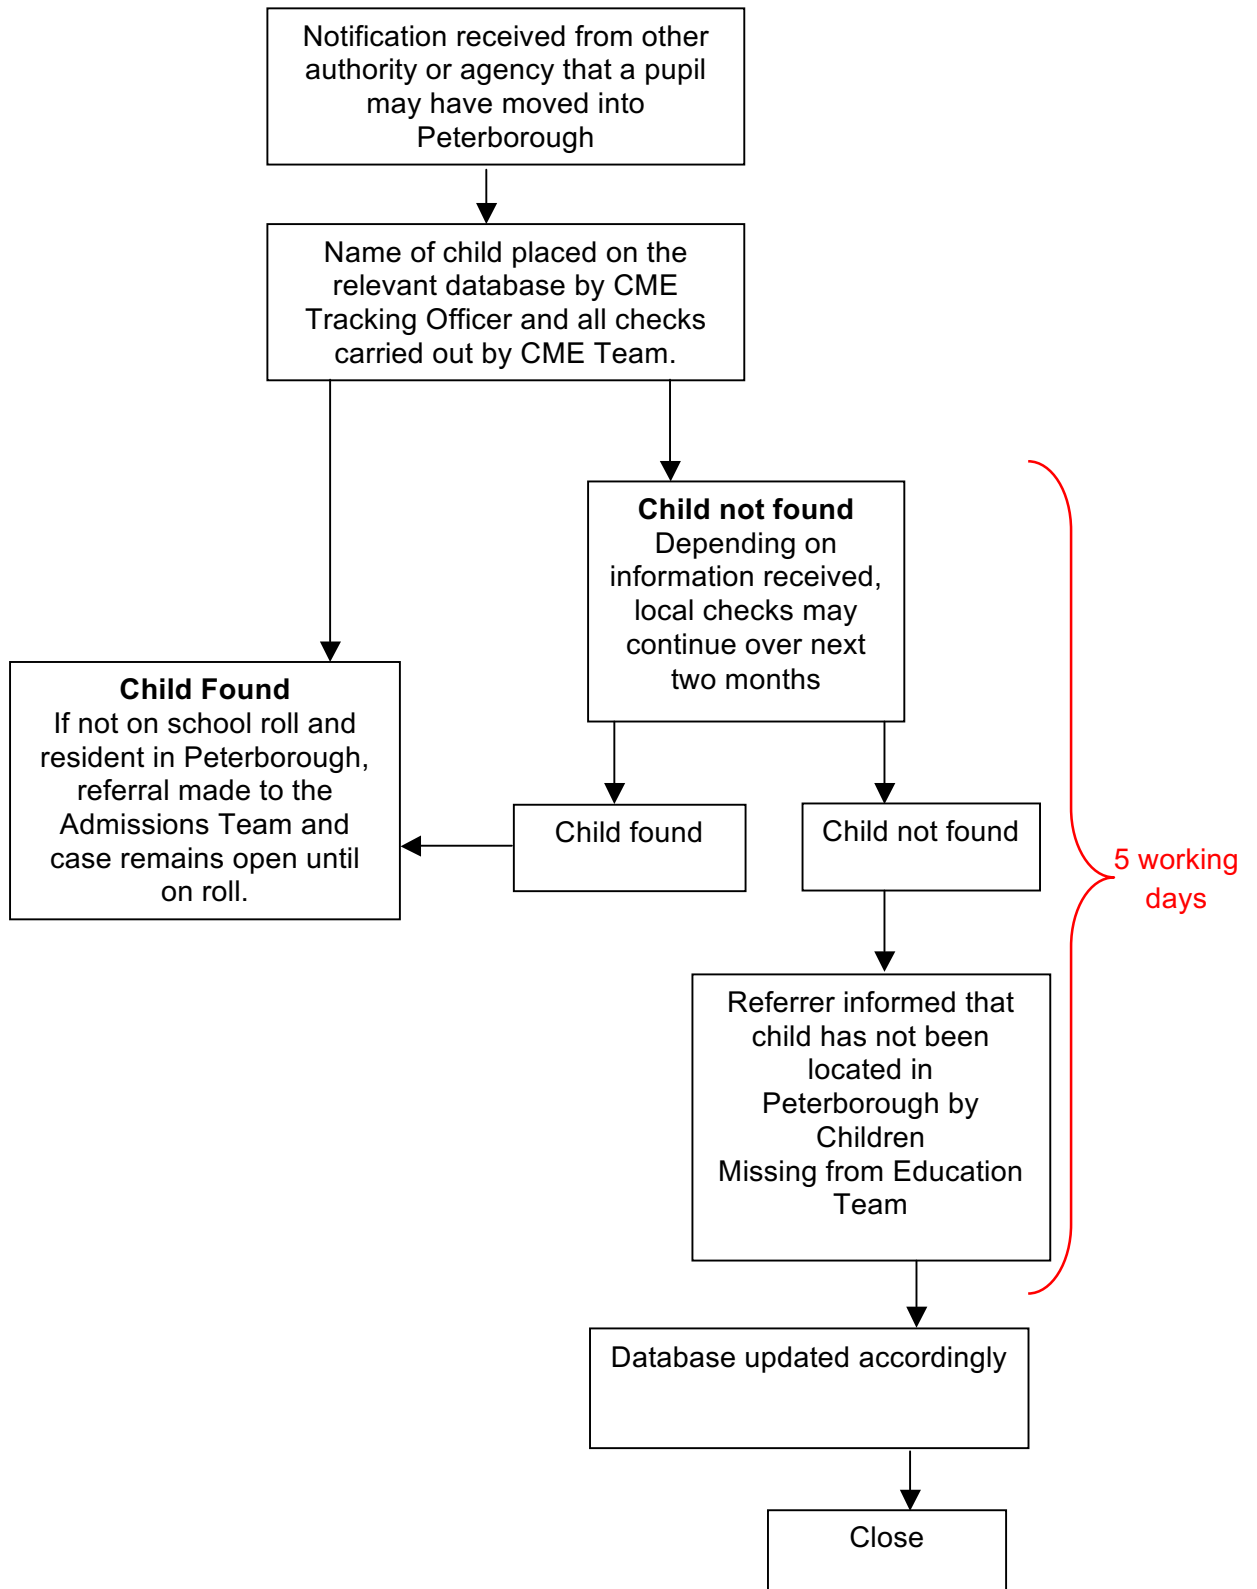 Notification received from other
authority or agency that a pupil
may have moved into
Peterborough
Name of child placed on the
relevant database by CME
Tracking Officer and all checks
carried out by CME Team.
Child not found
Depending on
information received,
local checks may
continue over next
two months
Child Found
If not on school roll and
resident in Peterborough,
referral made to the
Admissions Team and
case remains open until
on roll.
Child found
Child not found
5 working
days
Referrer informed that
child has not been
located in
Peterborough by
Children
Missing from Education
Team
Database updated accordingly
Close